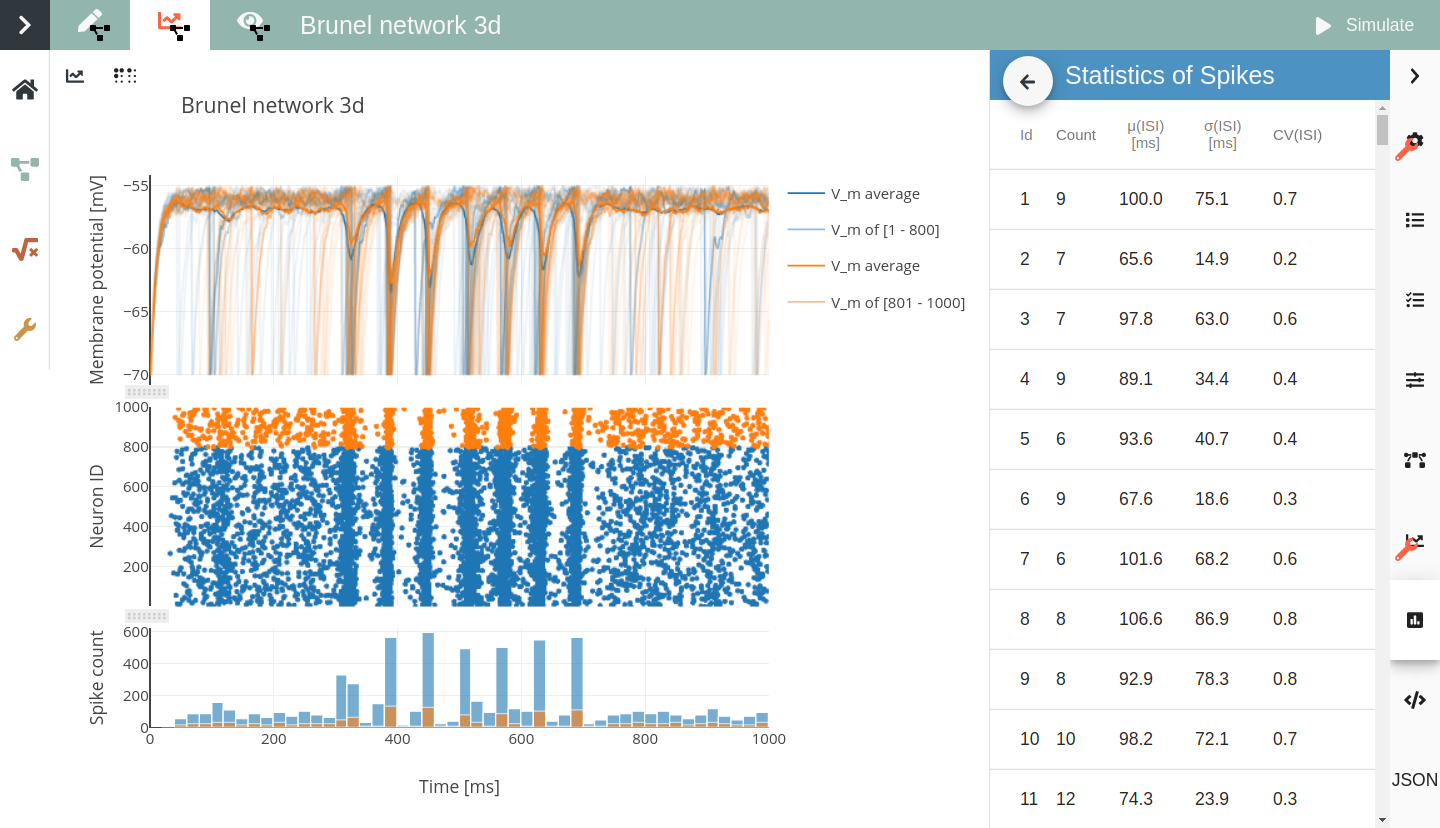 Brunel network 3d
Simulate
Brunel network 3d
Membrane potential [mV]
−55
−60
−65
−70
V_m average
V_m of [1 - 800]
V_m average
V_m of [801 - 1000]
Neuron ID
1000
800
600
400
200
Spike count
600
400
200
0
0 200 400 600 800 1000
Time [ms]
Statistics of Spikes
Id Count μ(ISI) [ms] σ(ISI) [ms] CV(ISI)
1 9 100.0 75.1 0.7
2 7 65.6 14.9 0.2
3 7 97.8 63.0 0.6
4 9 89.1 34.4 0.4
5 6 93.6 40.7 0.4
6 9 67.6 18.6 0.3
7 6 101.6 68.2 0.6
8 8 106.6 86.9 0.8
9 8 92.9 78.3 0.8
10 10 98.2 72.1 0.7
11 12 74.3 23.9 0.3
JSON